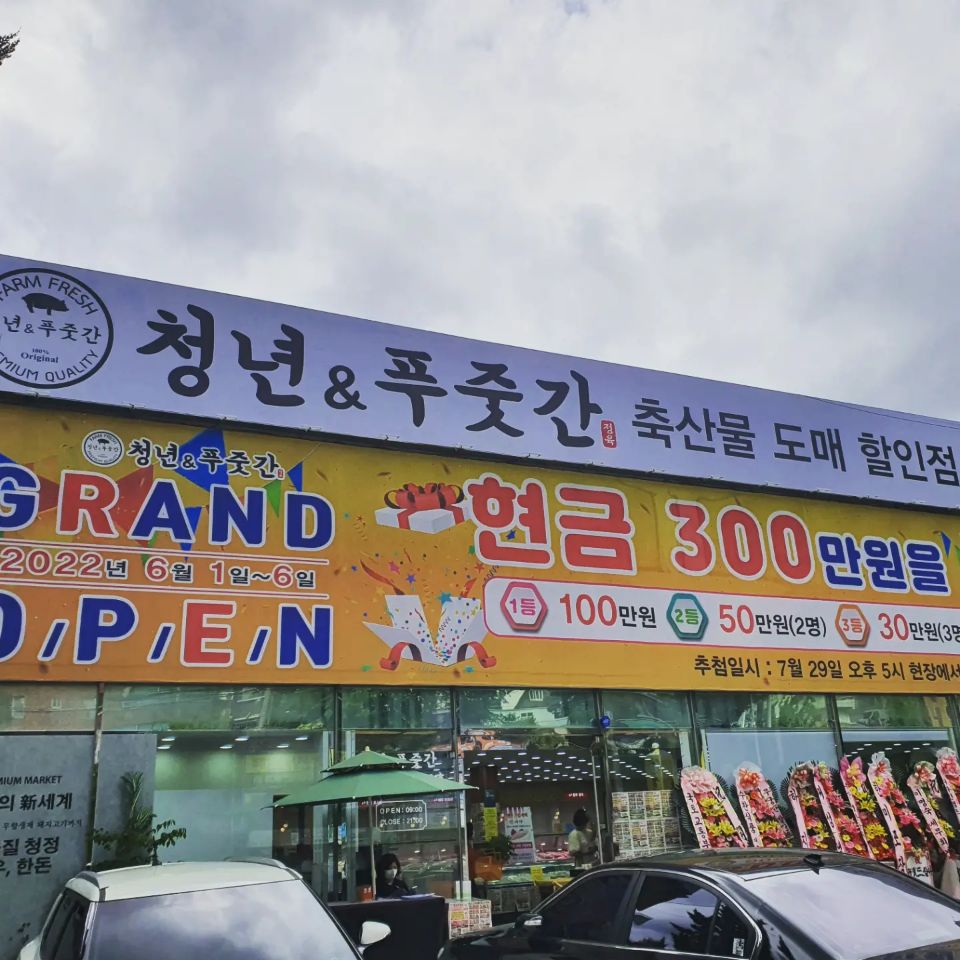 FARM FRESH
년&푸줏간
100%
Original
MIUM QUALITY
청년&푸줏간 정육 축산물 도매 할인점
청년&푸줏간
GRAND
2022년 6월 1일~6일
O/P/E/N
현금 300만원을
1등 100만원 2등 50만원(2명) 3등 30만원(3명
추첨일시 : 7월 29일 오후 5시 현장에서
MIUM MARKET
의 新세계
질 청정
, 한돈
푸줏간
OPEN : 09:00
CLOSE : 21:00